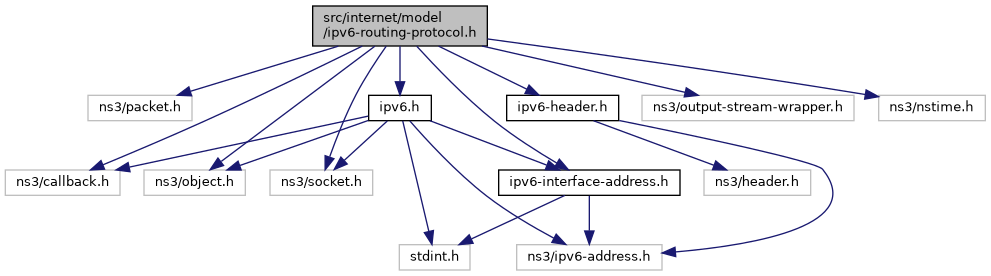 src/internet/model
/ipv6-routing-protocol.h
ns3/packet.h
ipv6.h
ipv6-header.h
ns3/output-stream-wrapper.h
ns3/nstime.h
ns3/callback.h
ns3/object.h
ns3/socket.h
ipv6-interface-address.h
ns3/header.h
stdint.h
ns3/ipv6-address.h